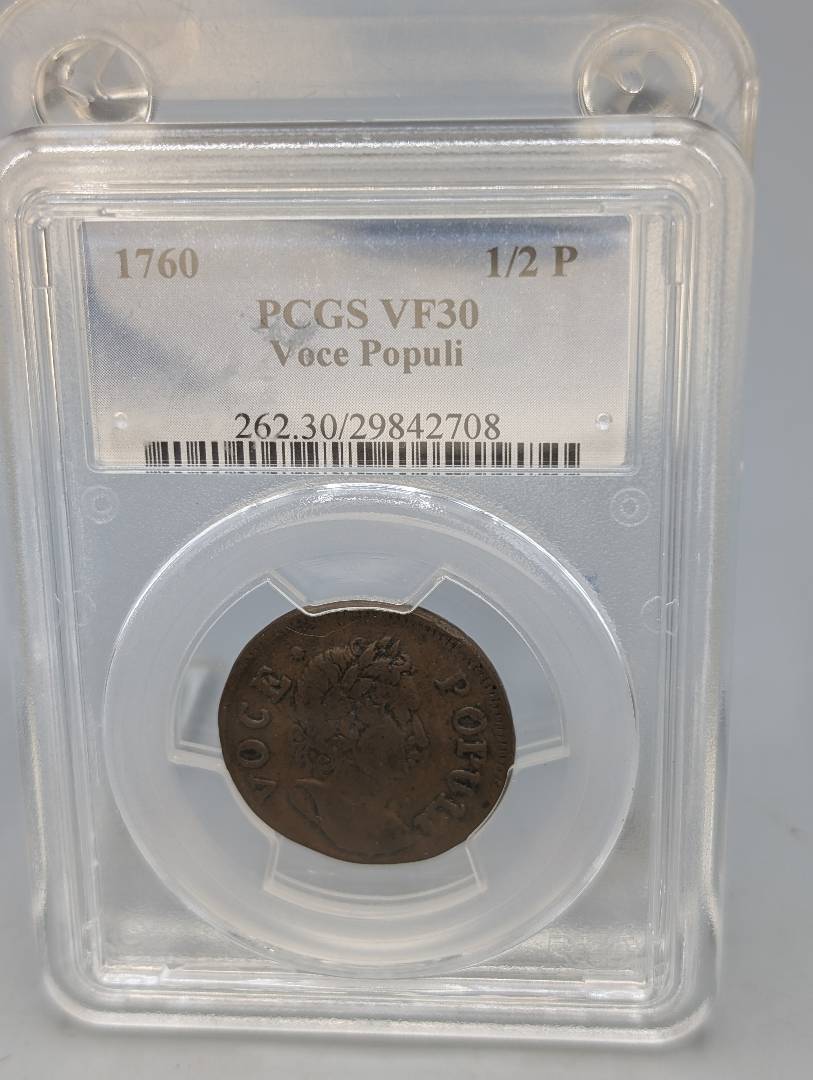 1760 1/2 P
PCGS VF30
Voce Populi
262.30/29842708
VOCE POPULI